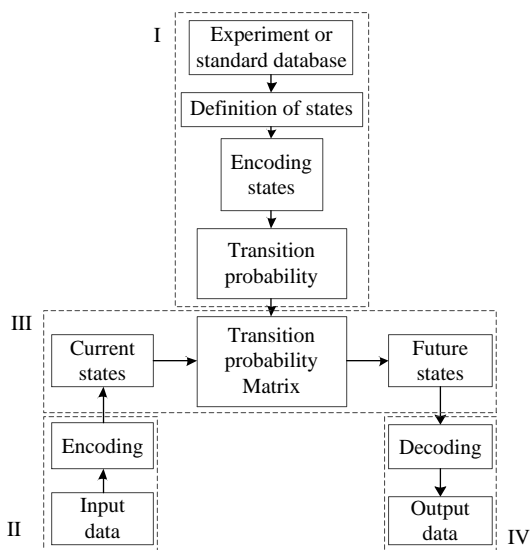 I
Experiment or
standard database
Definition of states
Encoding
states
Transition
probability
III
Current
states
Transition
probability
Matrix
Future
states
Encoding
Decoding
Input
data
Output
data
II
IV